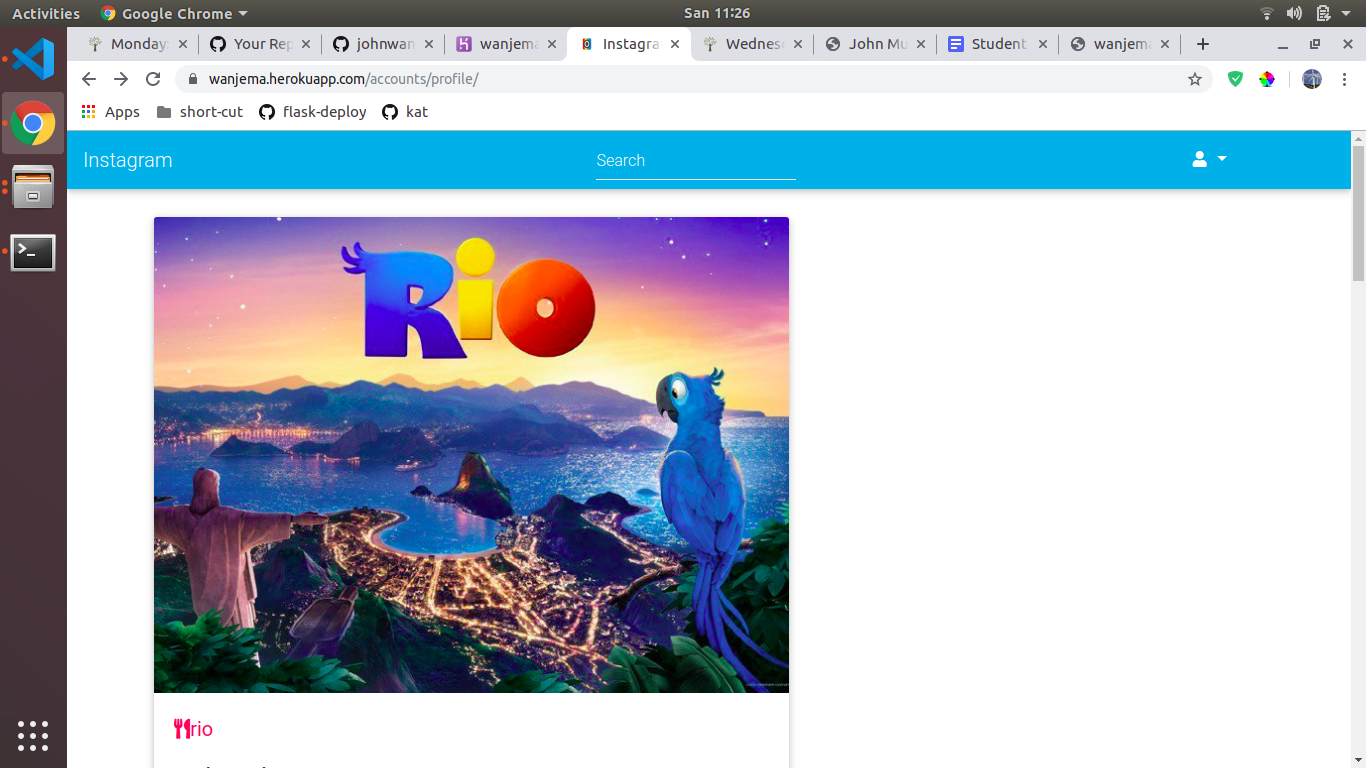 Activities
Google Chrome
San 11:26
Monday:
Your Rep
johnwan
wanjema
Instagra
Wednes
John Mu
Student
wanjema
wanjema.herokuapp.com/accounts/profile/
Apps
short-cut
flask-deploy
kat
Instagram
Search
Rio
rio